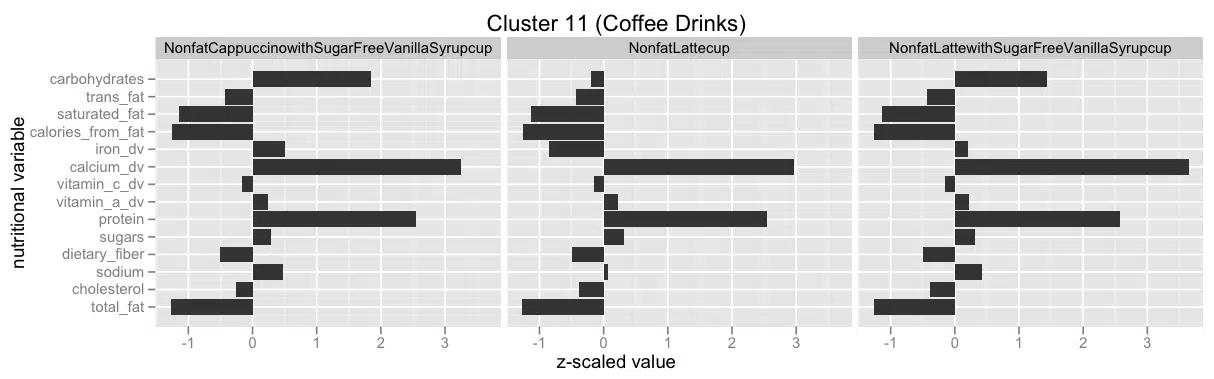 Cluster 11 (Coffee Drinks)
NonfatCappuccinowithSugarFreeVanillaSyrupcup
NonfatLattecup
NonfatLattewithSugarFreeVanillaSyrupcup
nutritional variable
carbohydrates
trans_fat
saturated_fat
calories_from_fat
iron_dv
calcium_dv
vitamin_c_dv
vitamin_a_dv
protein
sugars
dietary_fiber
sodium
cholesterol
total_fat
-1 0 1 2 3
-1 0 1 2 3
-1 0 1 2 3
z-scaled value